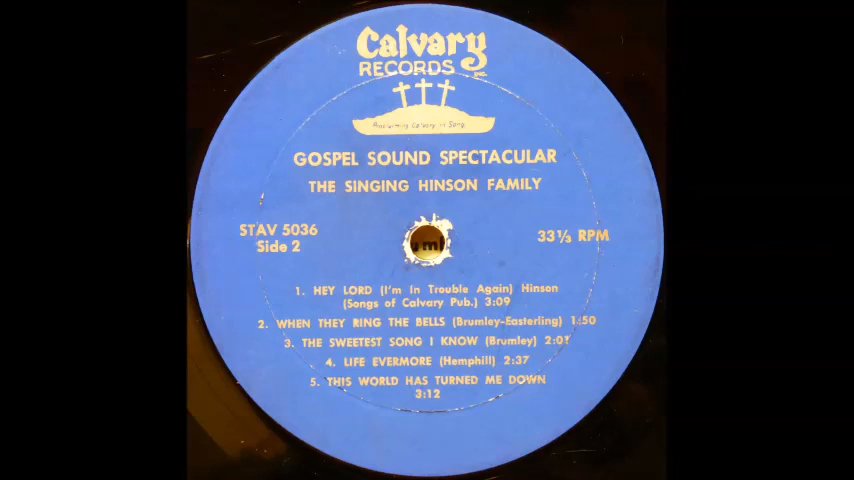 Calvary
RECORDS INC.
Proclaiming Calvary in Song
GOSPEL SOUND SPECTACULAR
THE SINGING HINSON FAMILY
STAV 5036
Side 2
33⅓ RPM
1. HEY LORD (I'm In Trouble Again) Hinson
(Songs of Calvary Pub.) 3:09
2. WHEN THEY RING THE BELLS (Brumley-Easterling) 1:50
3. THE SWEETEST SONG I KNOW (Brumley) 2:01
4. LIFE EVERMORE (Hemphill) 2:37
5. THIS WORLD HAS TURNED ME DOWN
3:12